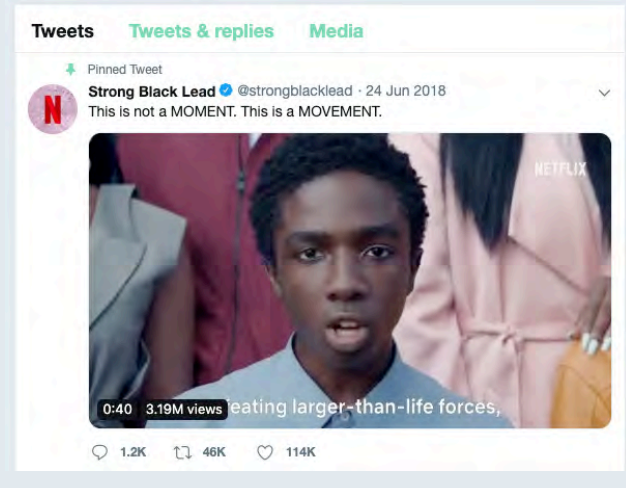 Tweets Tweets & replies Media
Pinned Tweet
Strong Black Lead @strongblacklead · 24 Jun 2018
This is not a MOMENT. This is a MOVEMENT.
N
NETFLIX
0:40 3.19M views eating larger-than-life forces,
1.2K 46K 114K